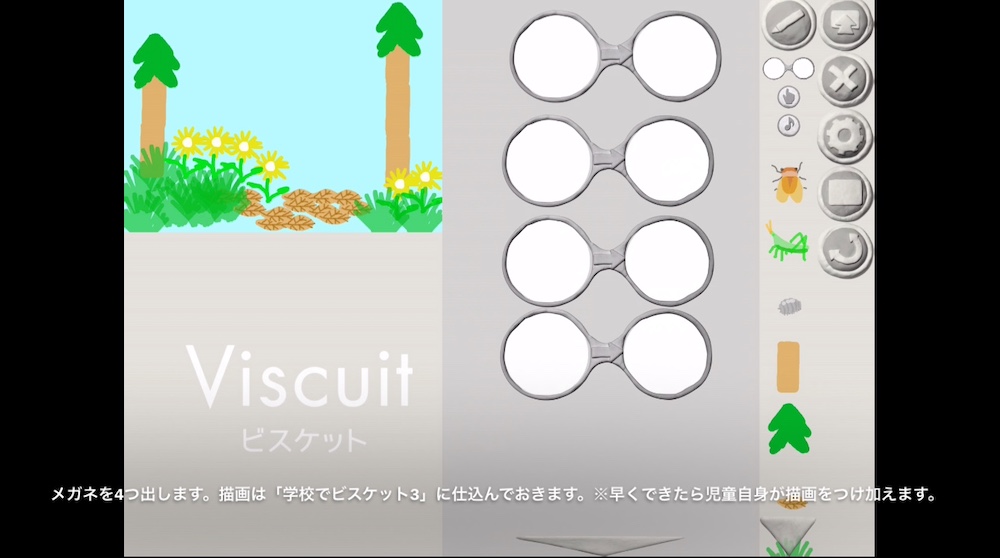 Viscuit
ビスケット
メガネを4つ出します。描画は「学校でビスケット3」に仕込んでおきます。※早くできたら児童自身が描画をつけ加えます。